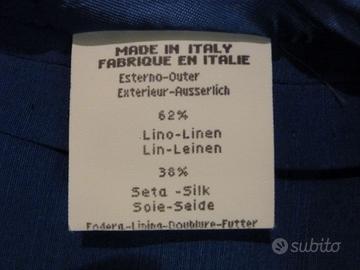 MADE IN ITALY
FABRIQUE EN ITALIE
Esterno-Outer
Exterieur-Ausserlich
62%
Lino-Linen
Lin-Leinen
38%
Seta -Silk
Soie-Seide
Fodera-Lining-Doublure-Futter
subito